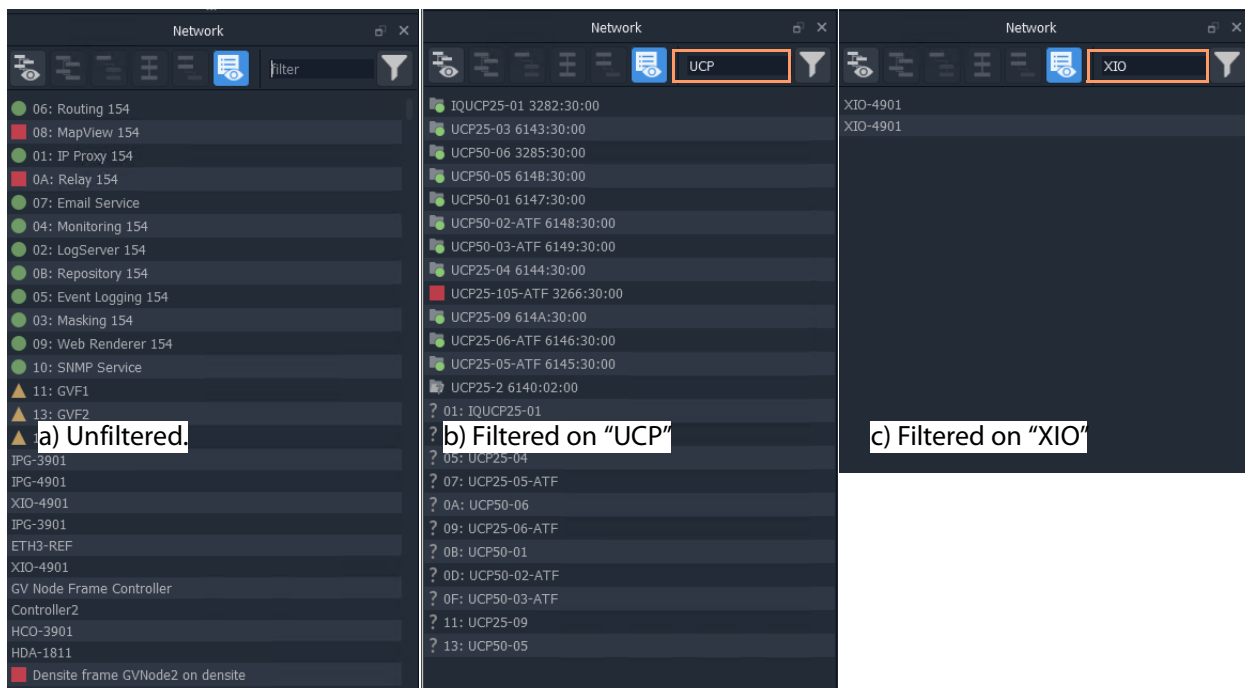 Network
filter
06: Routing 154
08: MapView 154
01: IP Proxy 154
0A: Relay 154
07: Email Service
04: Monitoring 154
02: LogServer 154
0B: Repository 154
05: Event Logging 154
03: Masking 154
09: Web Renderer 154
10: SNMP Service
11: GVF1
13: GVF2
a) Unfiltered.
IPG-3901
IPG-4901
XIO-4901
IPG-3901
ETH3-REF
XIO-4901
GV Node Frame Controller
Controller2
HCO-3901
HDA-1811
Densite frame GVNode2 on densite
Network
UCP
IQUCP25-01 3282:30:00
UCP25-03 6143:30:00
UCP50-06 3285:30:00
UCP50-05 614B:30:00
UCP50-01 6147:30:00
UCP50-02-ATF 6148:30:00
UCP50-03-ATF 6149:30:00
UCP25-04 6144:30:00
UCP25-105-ATF 3266:30:00
UCP25-09 614A:30:00
UCP25-06-ATF 6146:30:00
UCP25-05-ATF 6145:30:00
UCP25-2 6140:02:00
? 01: IQUCP25-01
b) Filtered on “UCP”
? 05: UCP25-04
? 07: UCP25-05-ATF
? 0A: UCP50-06
? 09: UCP25-06-ATF
? 0B: UCP50-01
? 0D: UCP50-02-ATF
? 0F: UCP50-03-ATF
? 11: UCP25-09
? 13: UCP50-05
Network
XIO
XIO-4901
XIO-4901
c) Filtered on “XIO”